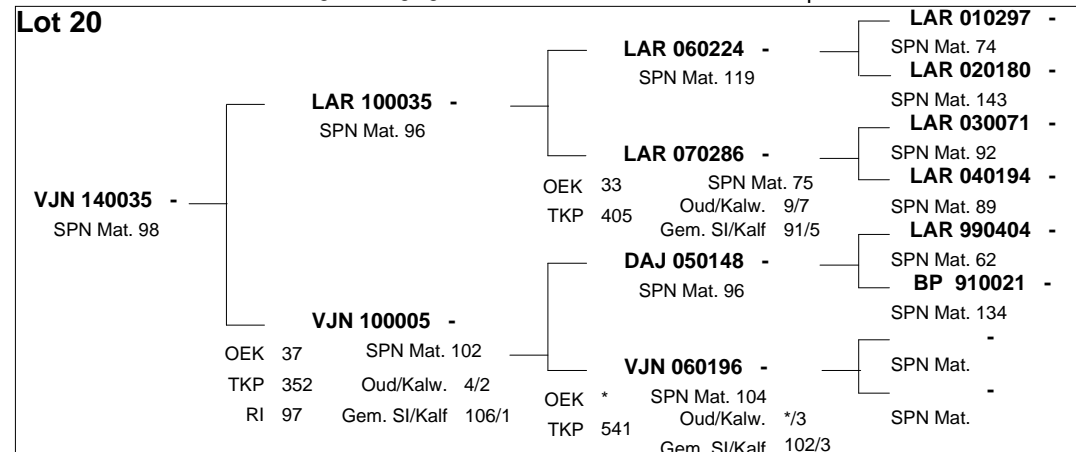 Lot 20
LAR 010297 -
LAR 060224 -
SPN Mat. 74
SPN Mat. 119
LAR 020180 -
LAR 100035 -
SPN Mat. 143
SPN Mat. 96
LAR 030071 -
LAR 070286 -
SPN Mat. 92
OEK 33 SPN Mat. 75
LAR 040194 -
VJN 140035 -
TKP 405 Oud/Kalw. 9/7
SPN Mat. 89
SPN Mat. 98
Gem. SI/Kalf 91/5
LAR 990404 -
DAJ 050148 -
SPN Mat. 62
SPN Mat. 96
BP 910021 -
VJN 100005 -
SPN Mat. 134
OEK 37 SPN Mat. 102
-
VJN 060196 -
SPN Mat.
TKP 352 Oud/Kalw. 4/2
OEK * SPN Mat. 104
-
RI 97 Gem. SI/Kalf 106/1
Oud/Kalw. */3
SPN Mat.
TKP 541
Gem. SI/Kalf 102/3